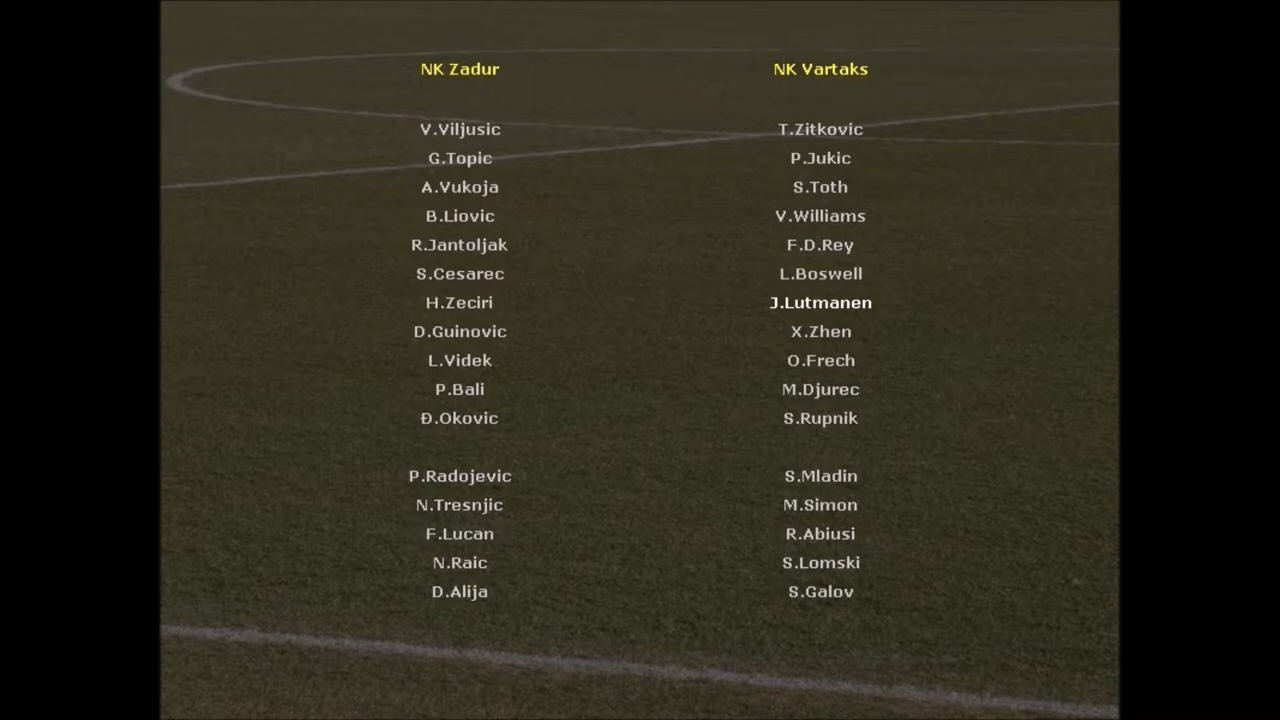 NK Zadur
V.Viljusic
G.Topic
A.Vukoja
B.Liovic
R.Jantoljak
S.Cesarec
H.Zeciri
D.Guinovic
L.Videk
P.Bali
Đ.Okovic
P.Radojevic
N.Tresnjic
F.Lucan
N.Raic
D.Alija
NK Vartaks
T.Zitkovic
P.Jukic
S.Toth
V.Williams
F.D.Rey
L.Boswell
J.Lutmanen
X.Zhen
O.Frech
M.Djurec
S.Rupnik
S.Mladin
M.Simon
R.Abiusi
S.Lomski
S.Galov